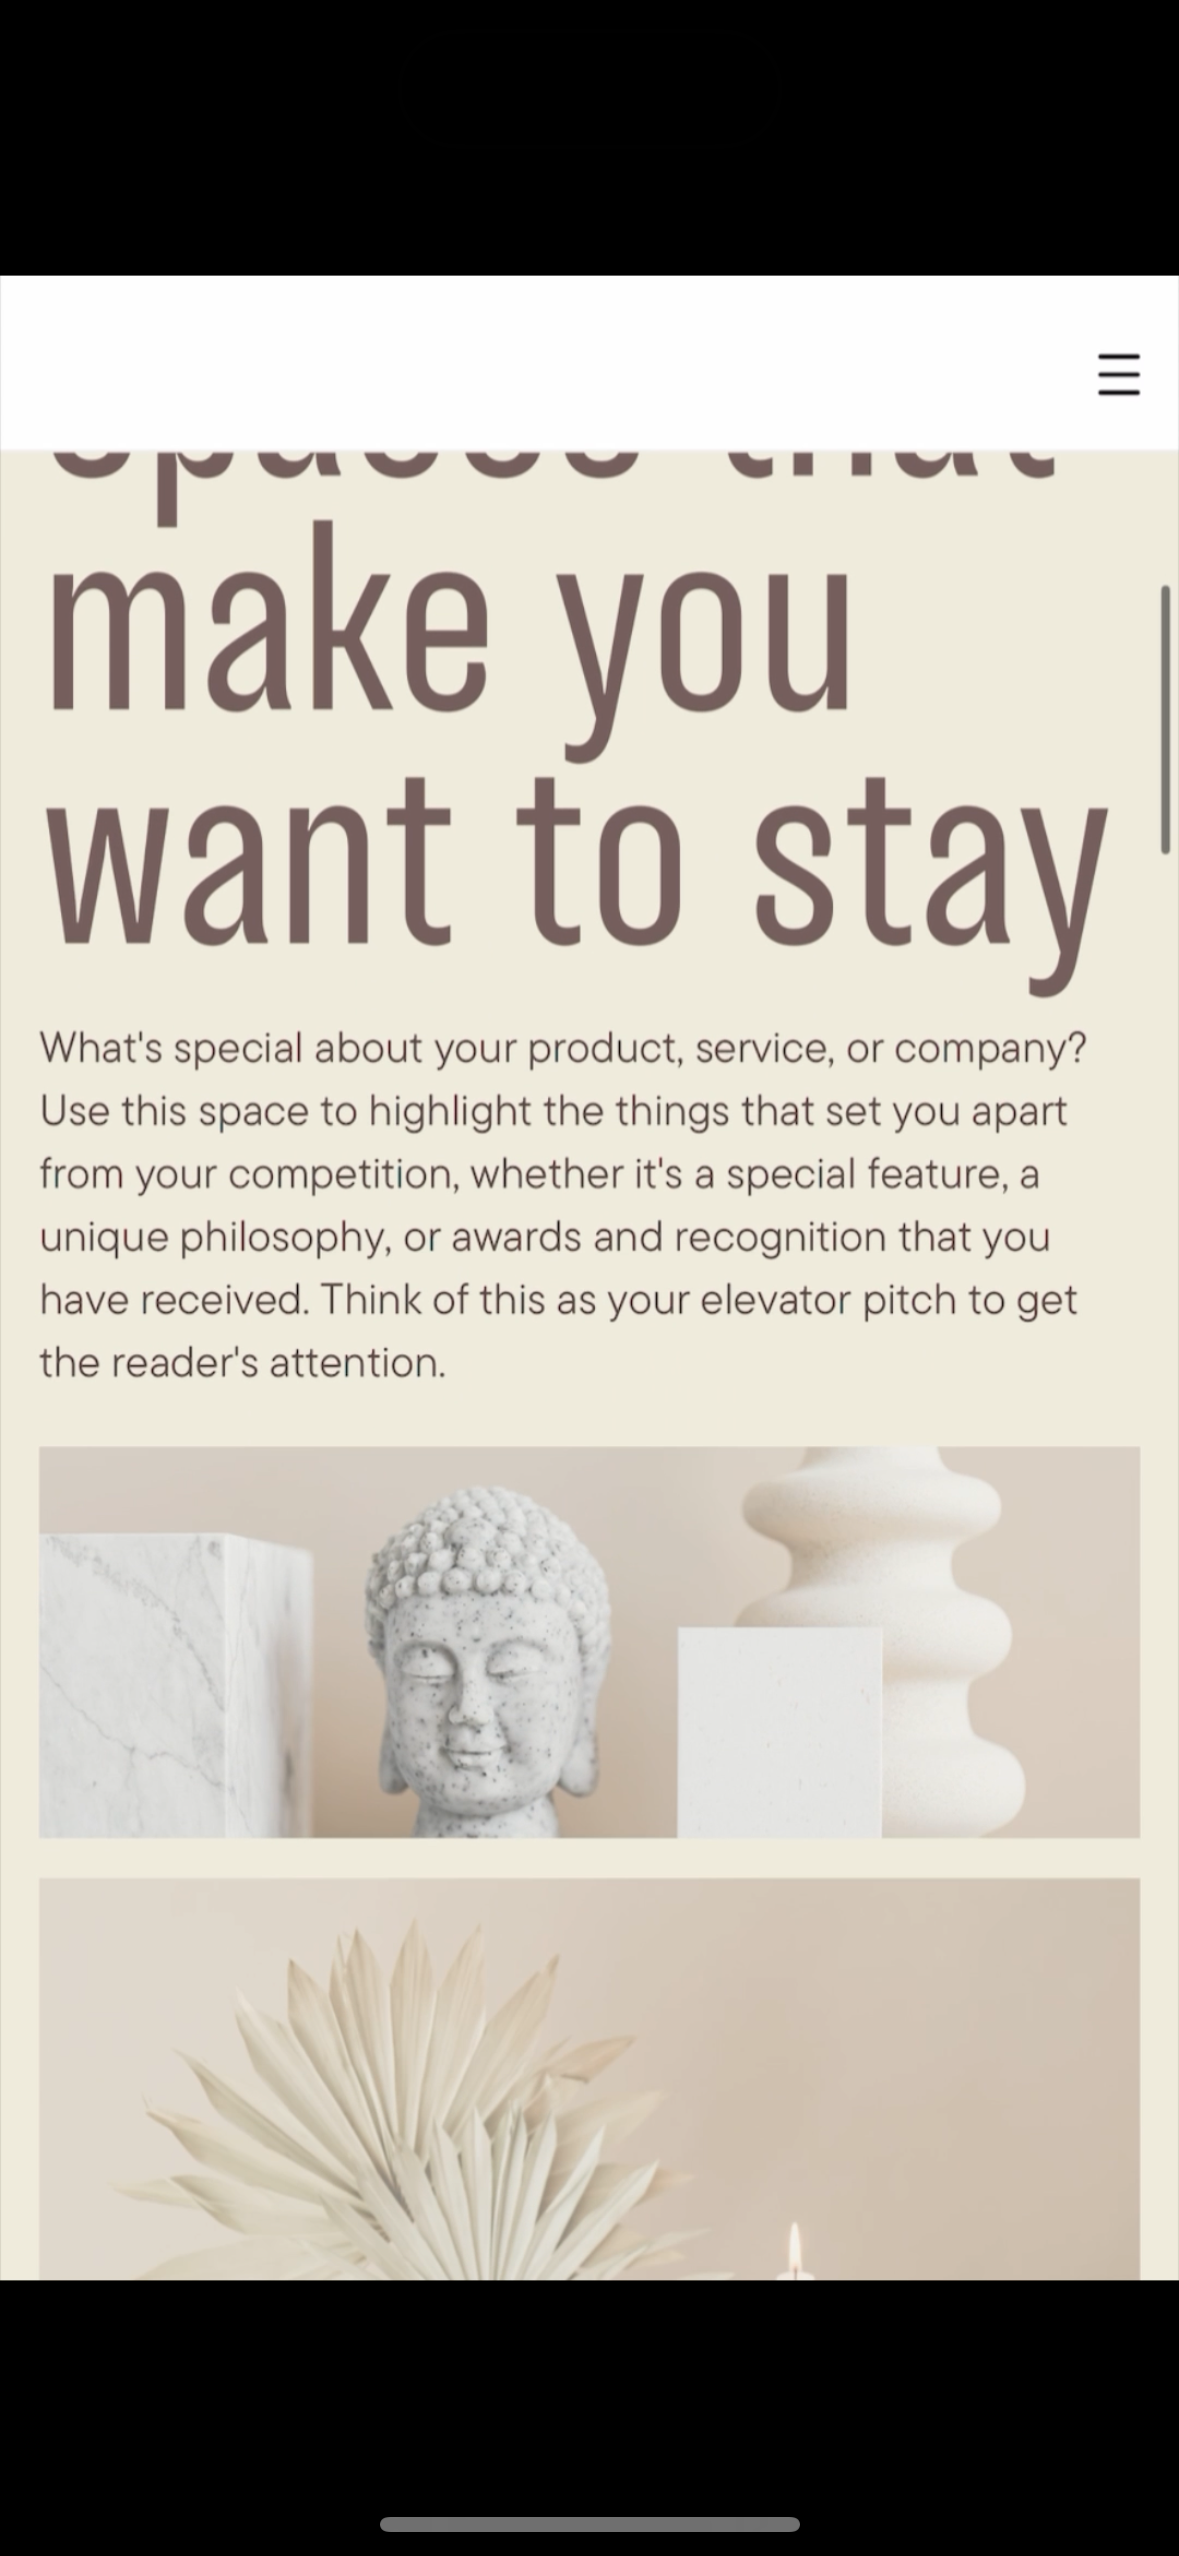 spaces that
make you
want to stay
What's special about your product, service, or company?
Use this space to highlight the things that set you apart
from your competition, whether it's a special feature, a
unique philosophy, or awards and recognition that you
have received. Think of this as your elevator pitch to get
the reader's attention.